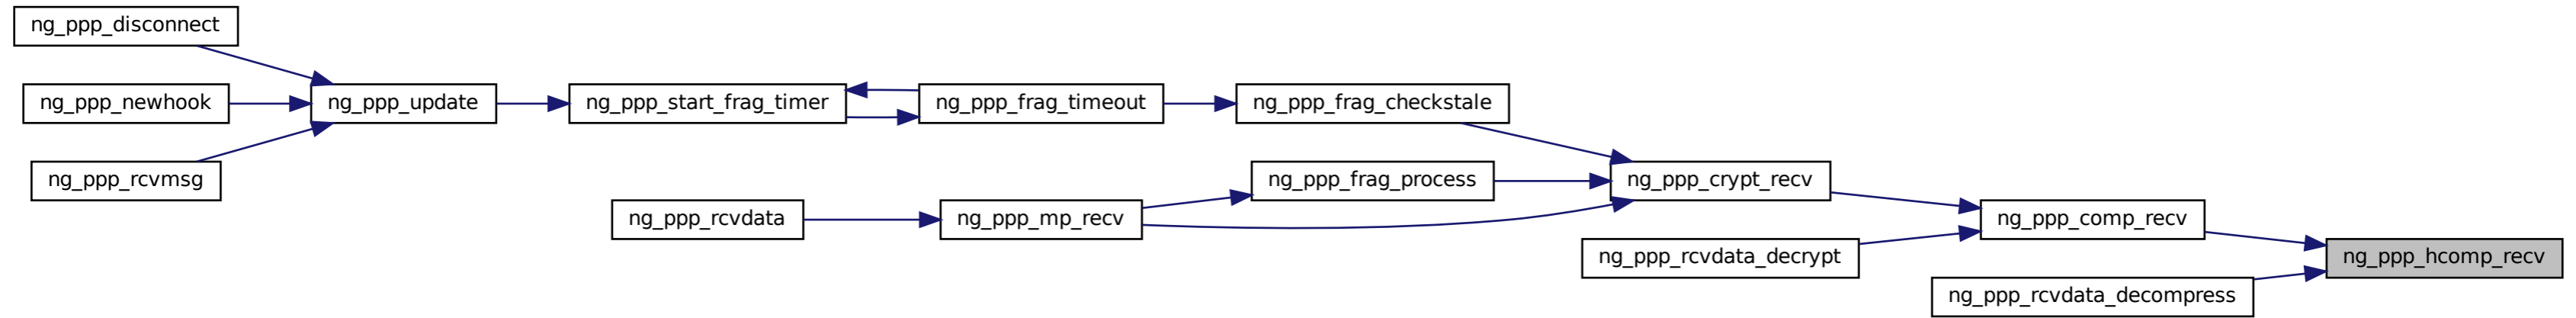 ng_ppp_disconnect
ng_ppp_newhook
ng_ppp_rcvmsg
ng_ppp_update
ng_ppp_start_frag_timer
ng_ppp_frag_timeout
ng_ppp_frag_checkstale
ng_ppp_rcvdata
ng_ppp_mp_recv
ng_ppp_frag_process
ng_ppp_crypt_recv
ng_ppp_rcvdata_decrypt
ng_ppp_comp_recv
ng_ppp_rcvdata_decompress
ng_ppp_hcomp_recv